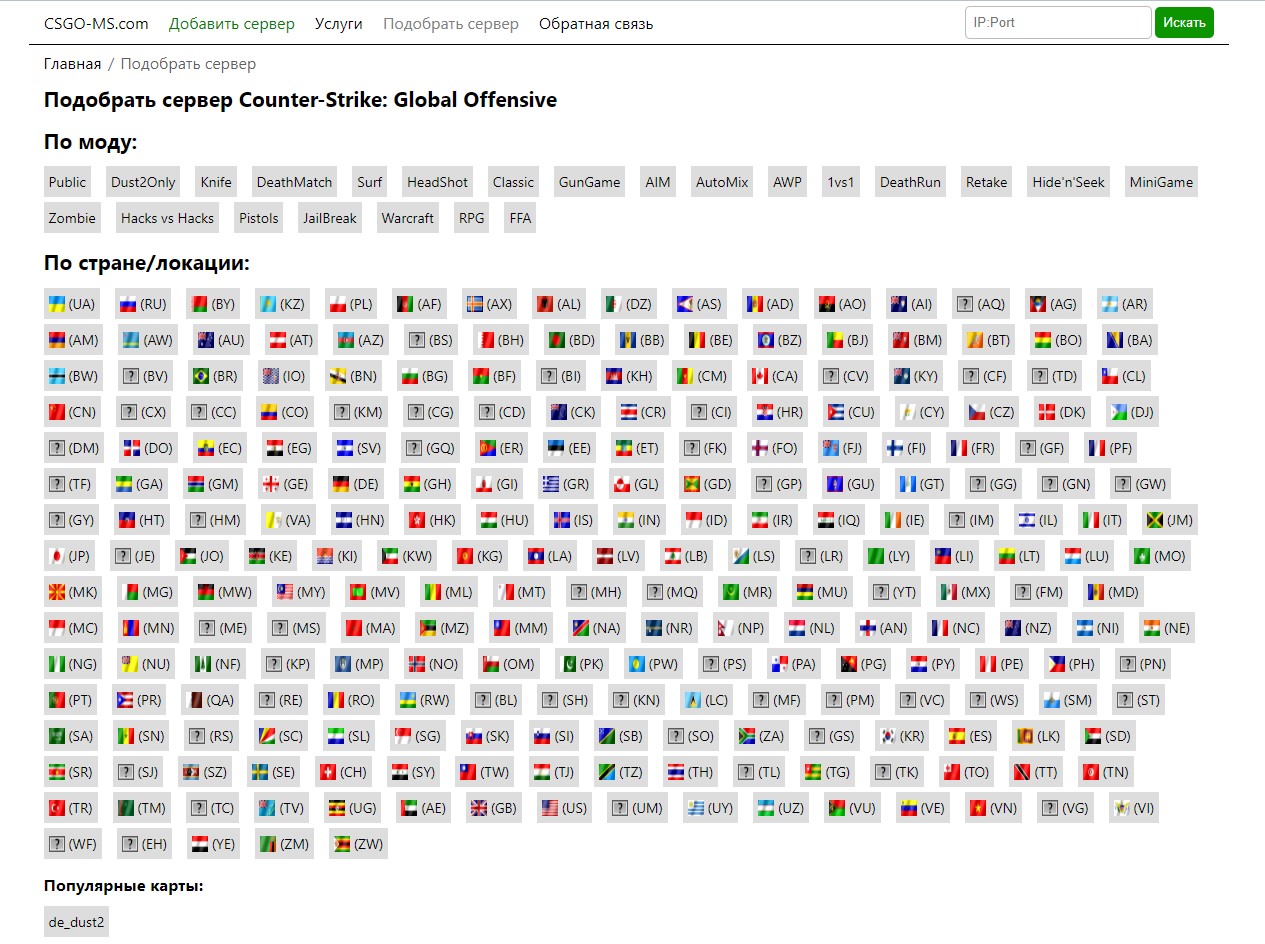 CSGO-MS.com Добавить сервер Услуги Подобрать сервер Обратная связь IP:Port Искать
Главная / Подобрать сервер
Подобрать сервер Counter-Strike: Global Offensive
По моду:
Public Dust2Only Knife DeathMatch Surf HeadShot Classic GunGame AIM AutoMix AWP 1vs1 DeathRun Retake Hide'n'Seek MiniGame
Zombie Hacks vs Hacks Pistols JailBreak Warcraft RPG FFA
По стране/локации:
(UA) (RU) (BY) (KZ) (PL) (AF) (AX) (AL) (DZ) (AS) (AD) (AO) (AI) (AQ) (AG) (AR)
(AM) (AW) (AU) (AT) (AZ) (BS) (BH) (BD) (BB) (BE) (BZ) (BJ) (BM) (BT) (BO) (BA)
(BW) (BV) (BR) (IO) (BN) (BG) (BF) (BI) (KH) (CM) (CA) (CV) (KY) (CF) (TD) (CL)
(CN) (CX) (CC) (CO) (KM) (CG) (CD) (CK) (CR) (CI) (HR) (CU) (CY) (CZ) (DK) (DJ)
(DM) (DO) (EC) (EG) (SV) (GQ) (ER) (EE) (ET) (FK) (FO) (FJ) (FI) (FR) (GF) (PF)
(TF) (GA) (GM) (GE) (DE) (GH) (GI) (GR) (GL) (GD) (GP) (GU) (GT) (GG) (GN) (GW)
(GY) (HT) (HM) (VA) (HN) (HK) (HU) (IS) (IN) (ID) (IR) (IQ) (IE) (IM) (IL) (IT) (JM)
(JP) (JE) (JO) (KE) (KI) (KW) (KG) (LA) (LV) (LB) (LS) (LR) (LY) (LI) (LT) (LU) (MO)
(MK) (MG) (MW) (MY) (MV) (ML) (MT) (MH) (MQ) (MR) (MU) (YT) (MX) (FM) (MD)
(MC) (MN) (ME) (MS) (MA) (MZ) (MM) (NA) (NR) (NP) (NL) (AN) (NC) (NZ) (NI) (NE)
(NG) (NU) (NF) (KP) (MP) (NO) (OM) (PK) (PW) (PS) (PA) (PG) (PY) (PE) (PH) (PN)
(PT) (PR) (QA) (RE) (RO) (RW) (BL) (SH) (KN) (LC) (MF) (PM) (VC) (WS) (SM) (ST)
(SA) (SN) (RS) (SC) (SL) (SG) (SK) (SI) (SB) (SO) (ZA) (GS) (KR) (ES) (LK) (SD)
(SR) (SJ) (SZ) (SE) (CH) (SY) (TW) (TJ) (TZ) (TH) (TL) (TG) (TK) (TO) (TT) (TN)
(TR) (TM) (TC) (TV) (UG) (AE) (GB) (US) (UM) (UY) (UZ) (VU) (VE) (VN) (VG) (VI)
(WF) (EH) (YE) (ZM) (ZW)
Популярные карты:
de_dust2